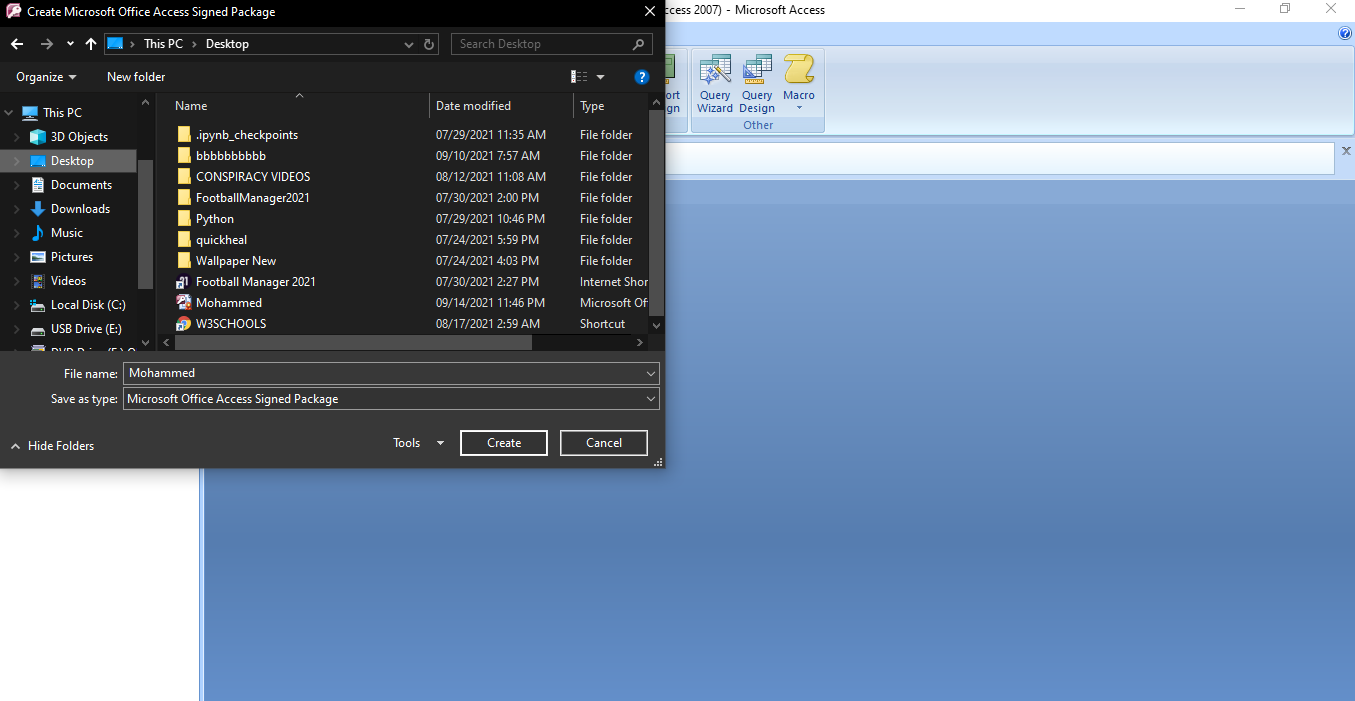 Create Microsoft Office Access Signed Package
ccess 2007) - Microsoft Access
This PC > Desktop
Search Desktop
Organize
New folder
Name
Date modified
Type
This PC
3D Objects
Desktop
Documents
Downloads
Music
Pictures
Videos
Local Disk (C:)
USB Drive (E:)
.ipynb_checkpoints 07/29/2021 11:35 AM File folder
bbbbbbbbbb 09/10/2021 7:57 AM File folder
CONSPIRACY VIDEOS 08/12/2021 11:08 AM File folder
FootballManager2021 07/30/2021 2:00 PM File folder
Python 07/29/2021 10:46 PM File folder
quickheal 07/24/2021 5:59 PM File folder
Wallpaper New 07/24/2021 4:03 PM File folder
Football Manager 2021 07/30/2021 2:27 PM Internet Shor
Mohammed 09/14/2021 11:46 PM Microsoft Of
W3SCHOOLS 08/17/2021 2:59 AM Shortcut
File name: Mohammed
Save as type: Microsoft Office Access Signed Package
Hide Folders
Tools
Create
Cancel
ort
gn
Query
Wizard
Query
Design
Macro
Other